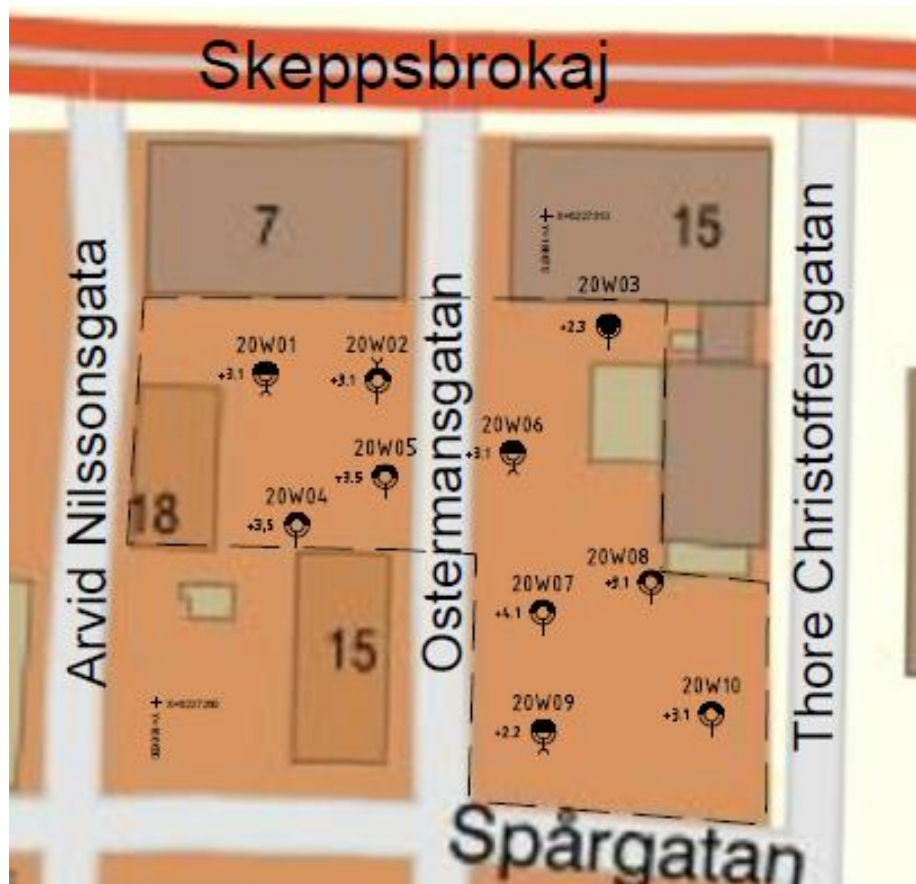 Skeppsbrokaj
Arvid Nilssonsgata
7
Ostermansgatan
15
Thore Christoffersgatan
20W03
+2.3
20W01
+3.1
20W02
+3.1
20W06
+3.1
20W05
+3.5
18
20W04
+3,5
20W08
20W07
+4.1
15
20W10
+3.1
20W09
+2.2
Spårgatan